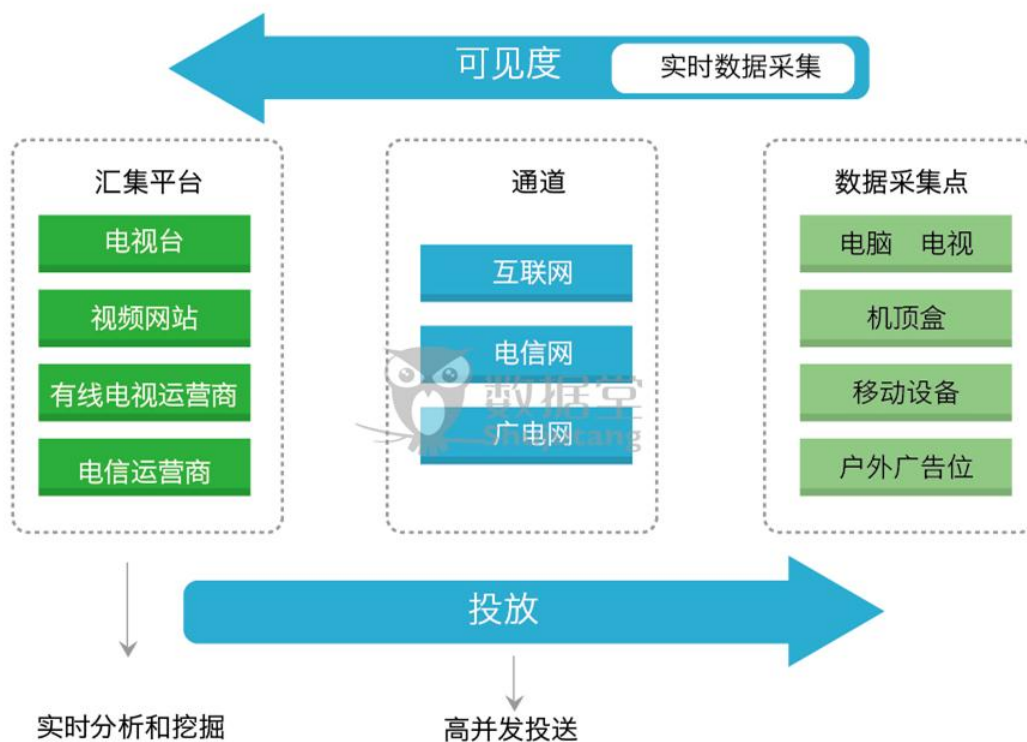 可见度
实时数据采集
汇集平台
电视台
视频网站
有线电视运营商
电信运营商
通道
互联网
电信网
广电网
数据堂
Shujutang
数据采集点
电脑 电视
机顶盒
移动设备
户外广告位
投放
实时分析和挖掘
高并发投送